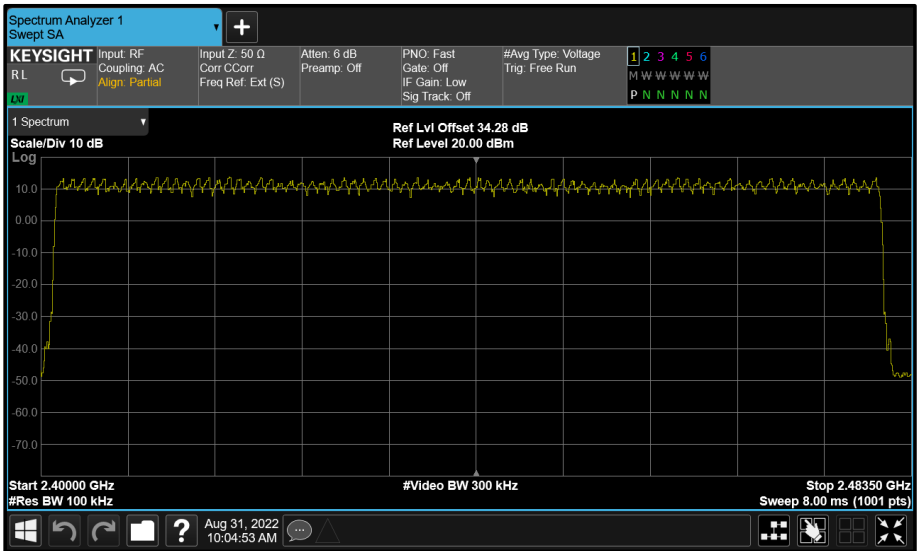 Spectrum Analyzer 1
Swept SA
+
KEYSIGHT Input: RF Input Z: 50 Ω Atten: 6 dB PNO: Fast #Avg Type: Voltage 1 2 3 4 5 6
RL Coupling: AC Corr CCorr Preamp: Off Gate: Off Trig: Free Run M W W W W W
Align: Partial Freq Ref: Ext (S) IF Gain: Low
LXI Sig Track: Off P N N N N N
1 Spectrum
Ref Lvl Offset 34.28 dB
Scale/Div 10 dB Ref Level 20.00 dBm
Log
10.0
0.00
-10.0
-20.0
-30.0
-40.0
-50.0
-60.0
-70.0
Start 2.40000 GHz #Video BW 300 kHz Stop 2.48350 GHz
#Res BW 100 kHz Sweep 8.00 ms (1001 pts)
? Aug 31, 2022
10:04:53 AM